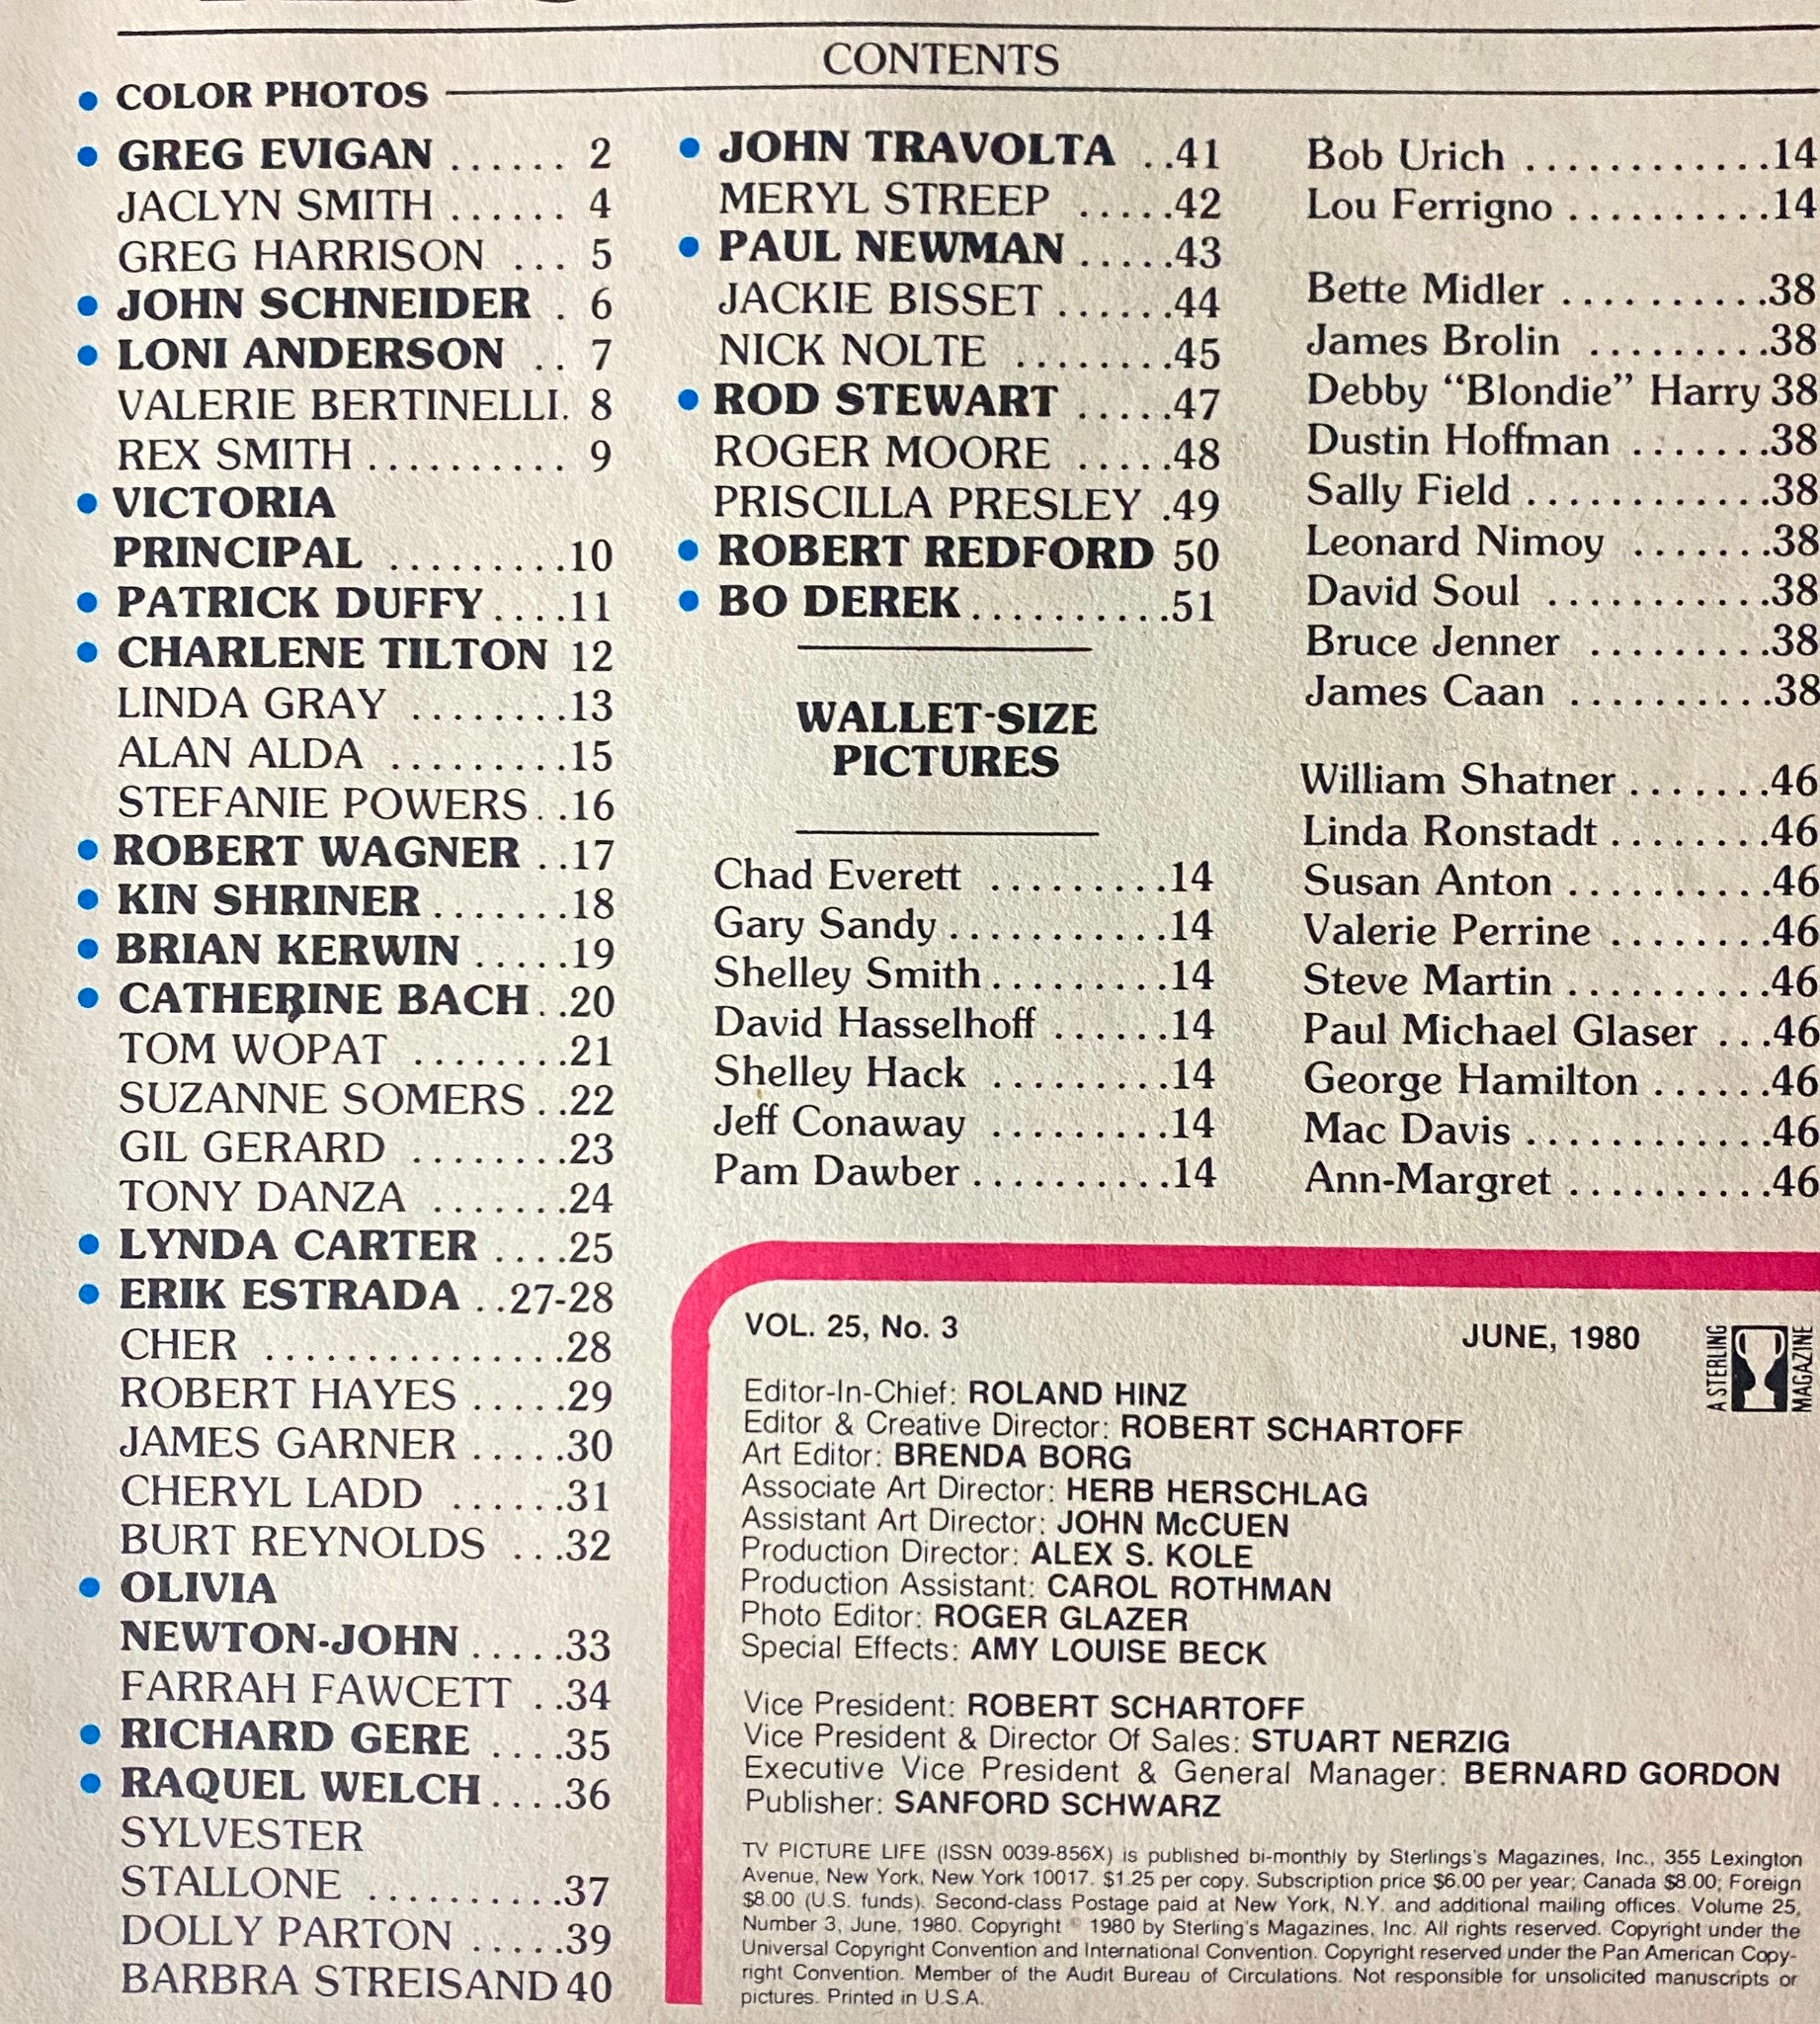 CONTENTS
• COLOR PHOTOS
• GREG EVIGAN ...... 2
JACLYN SMITH ...... 4
GREG HARRISON ... 5
• JOHN SCHNEIDER . 6
• LONI ANDERSON .. 7
VALERIE BERTINELLI. 8
REX SMITH .......... 9
• VICTORIA
PRINCIPAL .........10
• PATRICK DUFFY....11
• CHARLENE TILTON 12
LINDA GRAY ........13
ALAN ALDA .........15
STEFANIE POWERS..16
• ROBERT WAGNER ..17
• KIN SHRINER.......18
• BRIAN KERWIN .....19
• CATHERINE BACH..20
TOM WOPAT ........21
SUZANNE SOMERS..22
GIL GERARD ........23
TONY DANZA .......24
• LYNDA CARTER ....25
• ERIK ESTRADA ..27-28
CHER ................28
ROBERT HAYES .....29
JAMES GARNER .....30
CHERYL LADD ......31
BURT REYNOLDS ...32
• OLIVIA
NEWTON-JOHN .....33
FARRAH FAWCETT ..34
• RICHARD GERE ....35
• RAQUEL WELCH....36
SYLVESTER
STALLONE ..........37
DOLLY PARTON .....39
BARBRA STREISAND 40
• JOHN TRAVOLTA ..41
MERYL STREEP .....42
• PAUL NEWMAN.....43
JACKIE BISSET ......44
NICK NOLTE ........45
• ROD STEWART .....47
ROGER MOORE .....48
PRISCILLA PRESLEY .49
• ROBERT REDFORD 50
• BO DEREK..........51
WALLET-SIZE
PICTURES
Chad Everett .........14
Gary Sandy...........14
Shelley Smith.........14
David Hasselhoff ......14
Shelley Hack .........14
Jeff Conaway .........14
Pam Dawber..........14
Bob Urich ............14
Lou Ferrigno ..........14
Bette Midler ..........38
James Brolin .........38
Debby “Blondie” Harry 38
Dustin Hoffman .......38
Sally Field ............38
Leonard Nimoy .......38
David Soul ...........38
Bruce Jenner .........38
James Caan ..........38
William Shatner .......46
Linda Ronstadt ........46
Susan Anton ..........46
Valerie Perrine ........46
Steve Martin ..........46
Paul Michael Glaser ...46
George Hamilton ......46
Mac Davis ............46
Ann-Margret ..........46
VOL. 25, No. 3
JUNE, 1980
A STERLING
MAGAZINE
Editor-In-Chief: ROLAND HINZ
Editor & Creative Director: ROBERT SCHARTOFF
Art Editor: BRENDA BORG
Associate Art Director: HERB HERSCHLAG
Assistant Art Director: JOHN McCUEN
Production Director: ALEX S. KOLE
Production Assistant: CAROL ROTHMAN
Photo Editor: ROGER GLAZER
Special Effects: AMY LOUISE BECK
Vice President: ROBERT SCHARTOFF
Vice President & Director Of Sales: STUART NERZIG
Executive Vice President & General Manager: BERNARD GORDON
Publisher: SANFORD SCHWARZ
TV PICTURE LIFE (ISSN 0039-856X) is published bi-monthly by Sterlings's Magazines, Inc., 355 Lexington
Avenue, New York, New York 10017. $1.25 per copy. Subscription price $6.00 per year; Canada $8.00; Foreign
$8.00 (U.S. funds). Second-class Postage paid at New York, N.Y. and additional mailing offices. Volume 25,
Number 3, June, 1980. Copyright © 1980 by Sterling's Magazines, Inc. All rights reserved. Copyright under the
Universal Copyright Convention and International Convention. Copyright reserved under the Pan American Copy-
right Convention. Member of the Audit Bureau of Circulations. Not responsible for unsolicited manuscripts or
pictures. Printed in U.S.A.